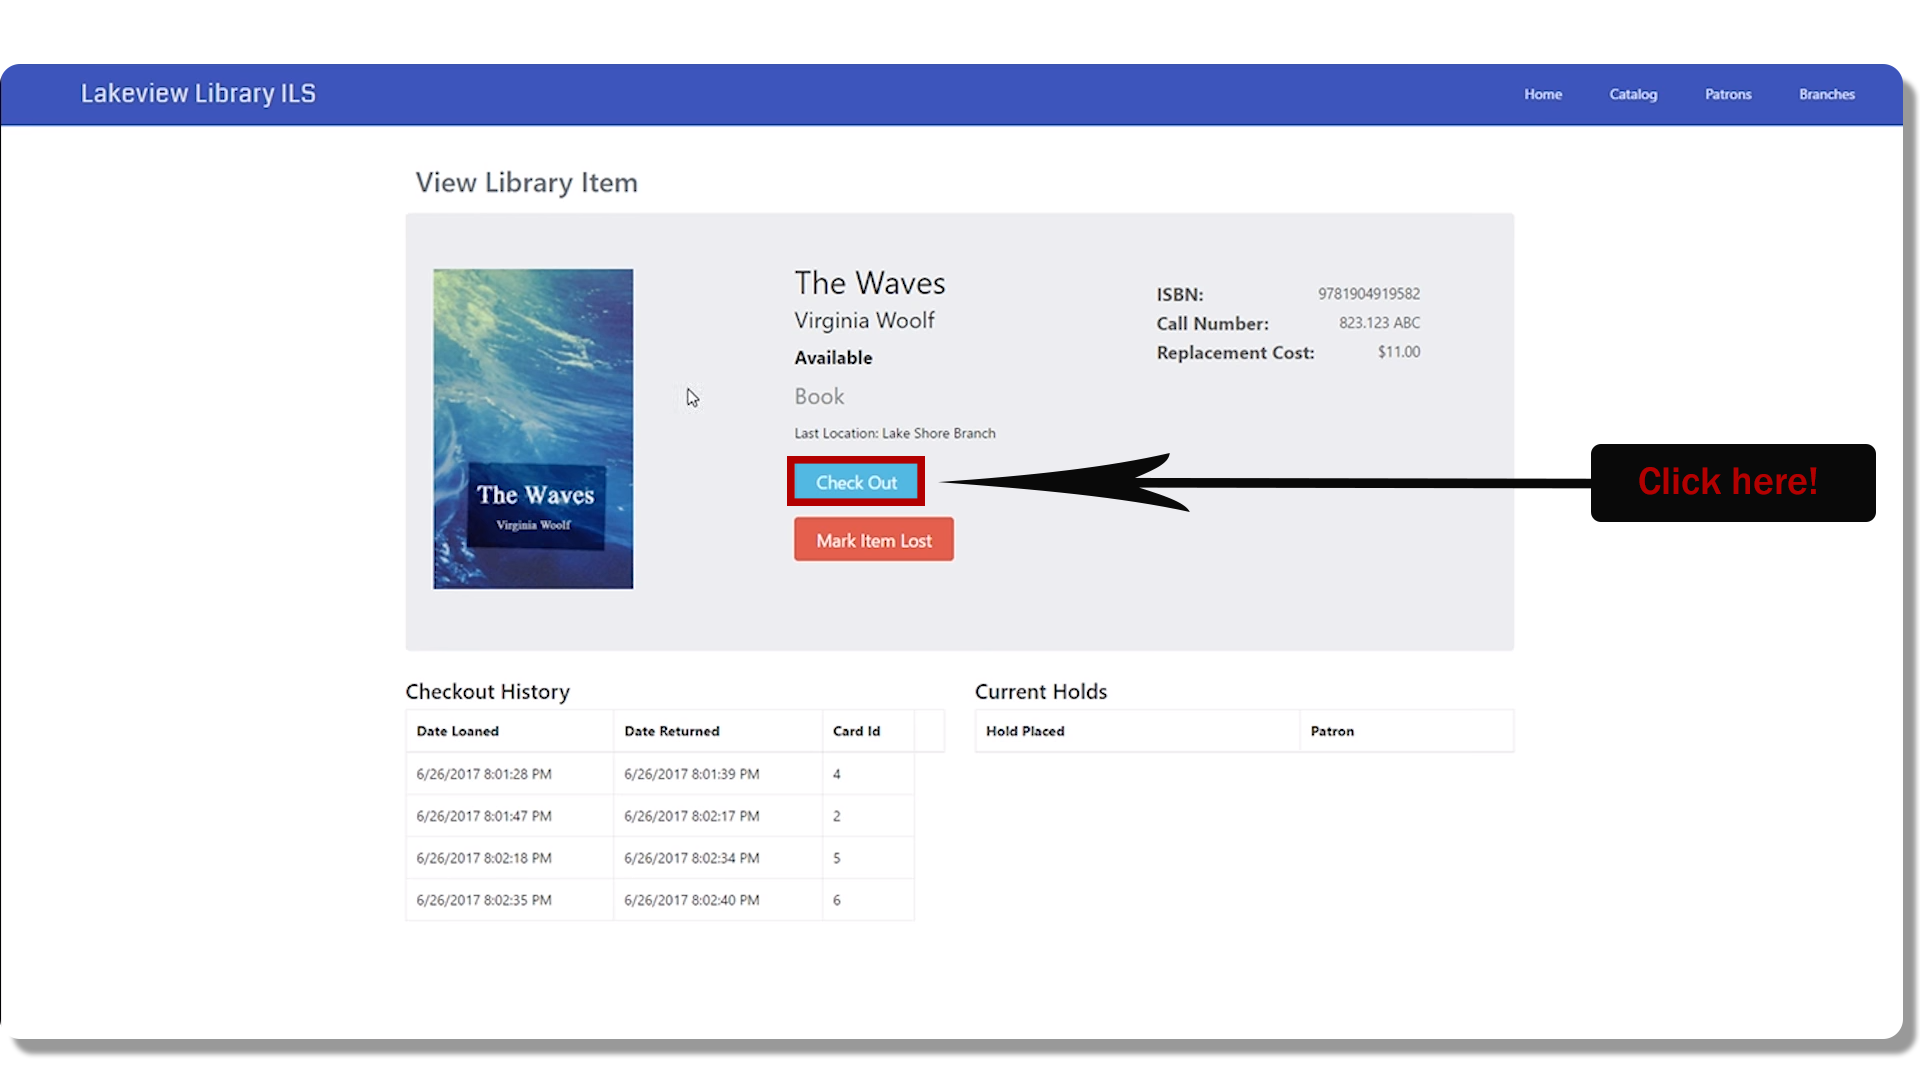 Lakeview Library ILS
Home
Catalog
Patrons
Branches
View Library Item
The Waves
Virginia Woolf
The Waves
Virginia Woolf
Available
Book
Last Location: Lake Shore Branch
Check Out
Mark Item Lost
ISBN: 9781904919582
Call Number: 823.123 ABC
Replacement Cost: $11.00
Click here!
Checkout History
Date Loaned Date Returned Card Id
6/26/2017 8:01:28 PM 6/26/2017 8:01:39 PM 4
6/26/2017 8:01:47 PM 6/26/2017 8:02:17 PM 2
6/26/2017 8:02:18 PM 6/26/2017 8:02:34 PM 5
6/26/2017 8:02:35 PM 6/26/2017 8:02:40 PM 6
Current Holds
Hold Placed Patron